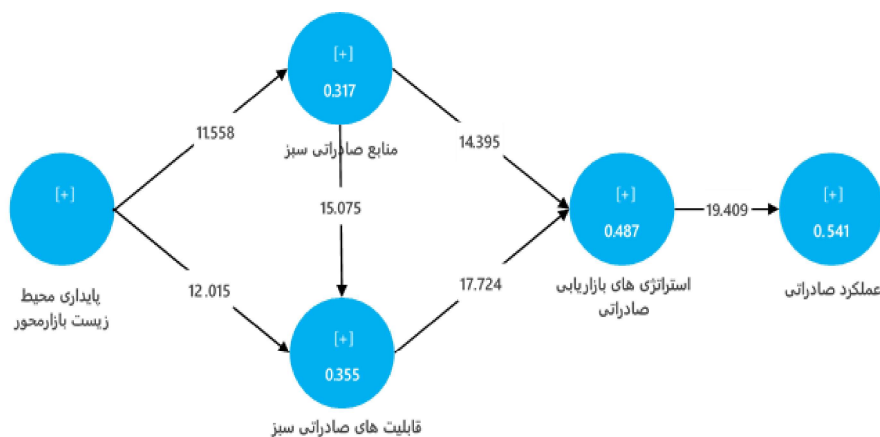 [+]
0.317
منابع صادراتی سبز
11.558
14.395
[+]
15.075
[+]
0.487
19.409
[+]
0.541
پایداری محیط
زیست بازارمحور
استراتژی های بازاریابی
صادراتی
عملکرد صادراتی
12.015
17.724
[+]
0.355
قابلیت های صادراتی سبز